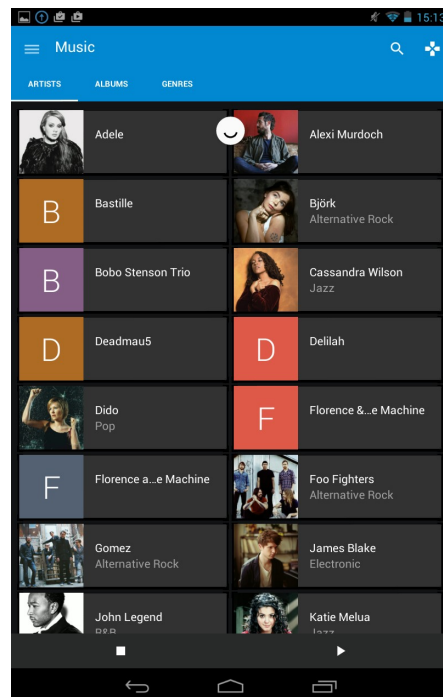 15:13
Music
ARTISTS ALBUMS GENRES
Adele
Alexi Murdoch
B
Bastille
Björk
Alternative Rock
B
Bobo Stenson Trio
Cassandra Wilson
Jazz
D
Deadmau5
D
Delilah
Dido
Pop
F
Florence &...e Machine
F
Florence a...e Machine
Foo Fighters
Alternative Rock
Gomez
Alternative Rock
James Blake
Electronic
John Legend
R&B
Katie Melua
Jazz